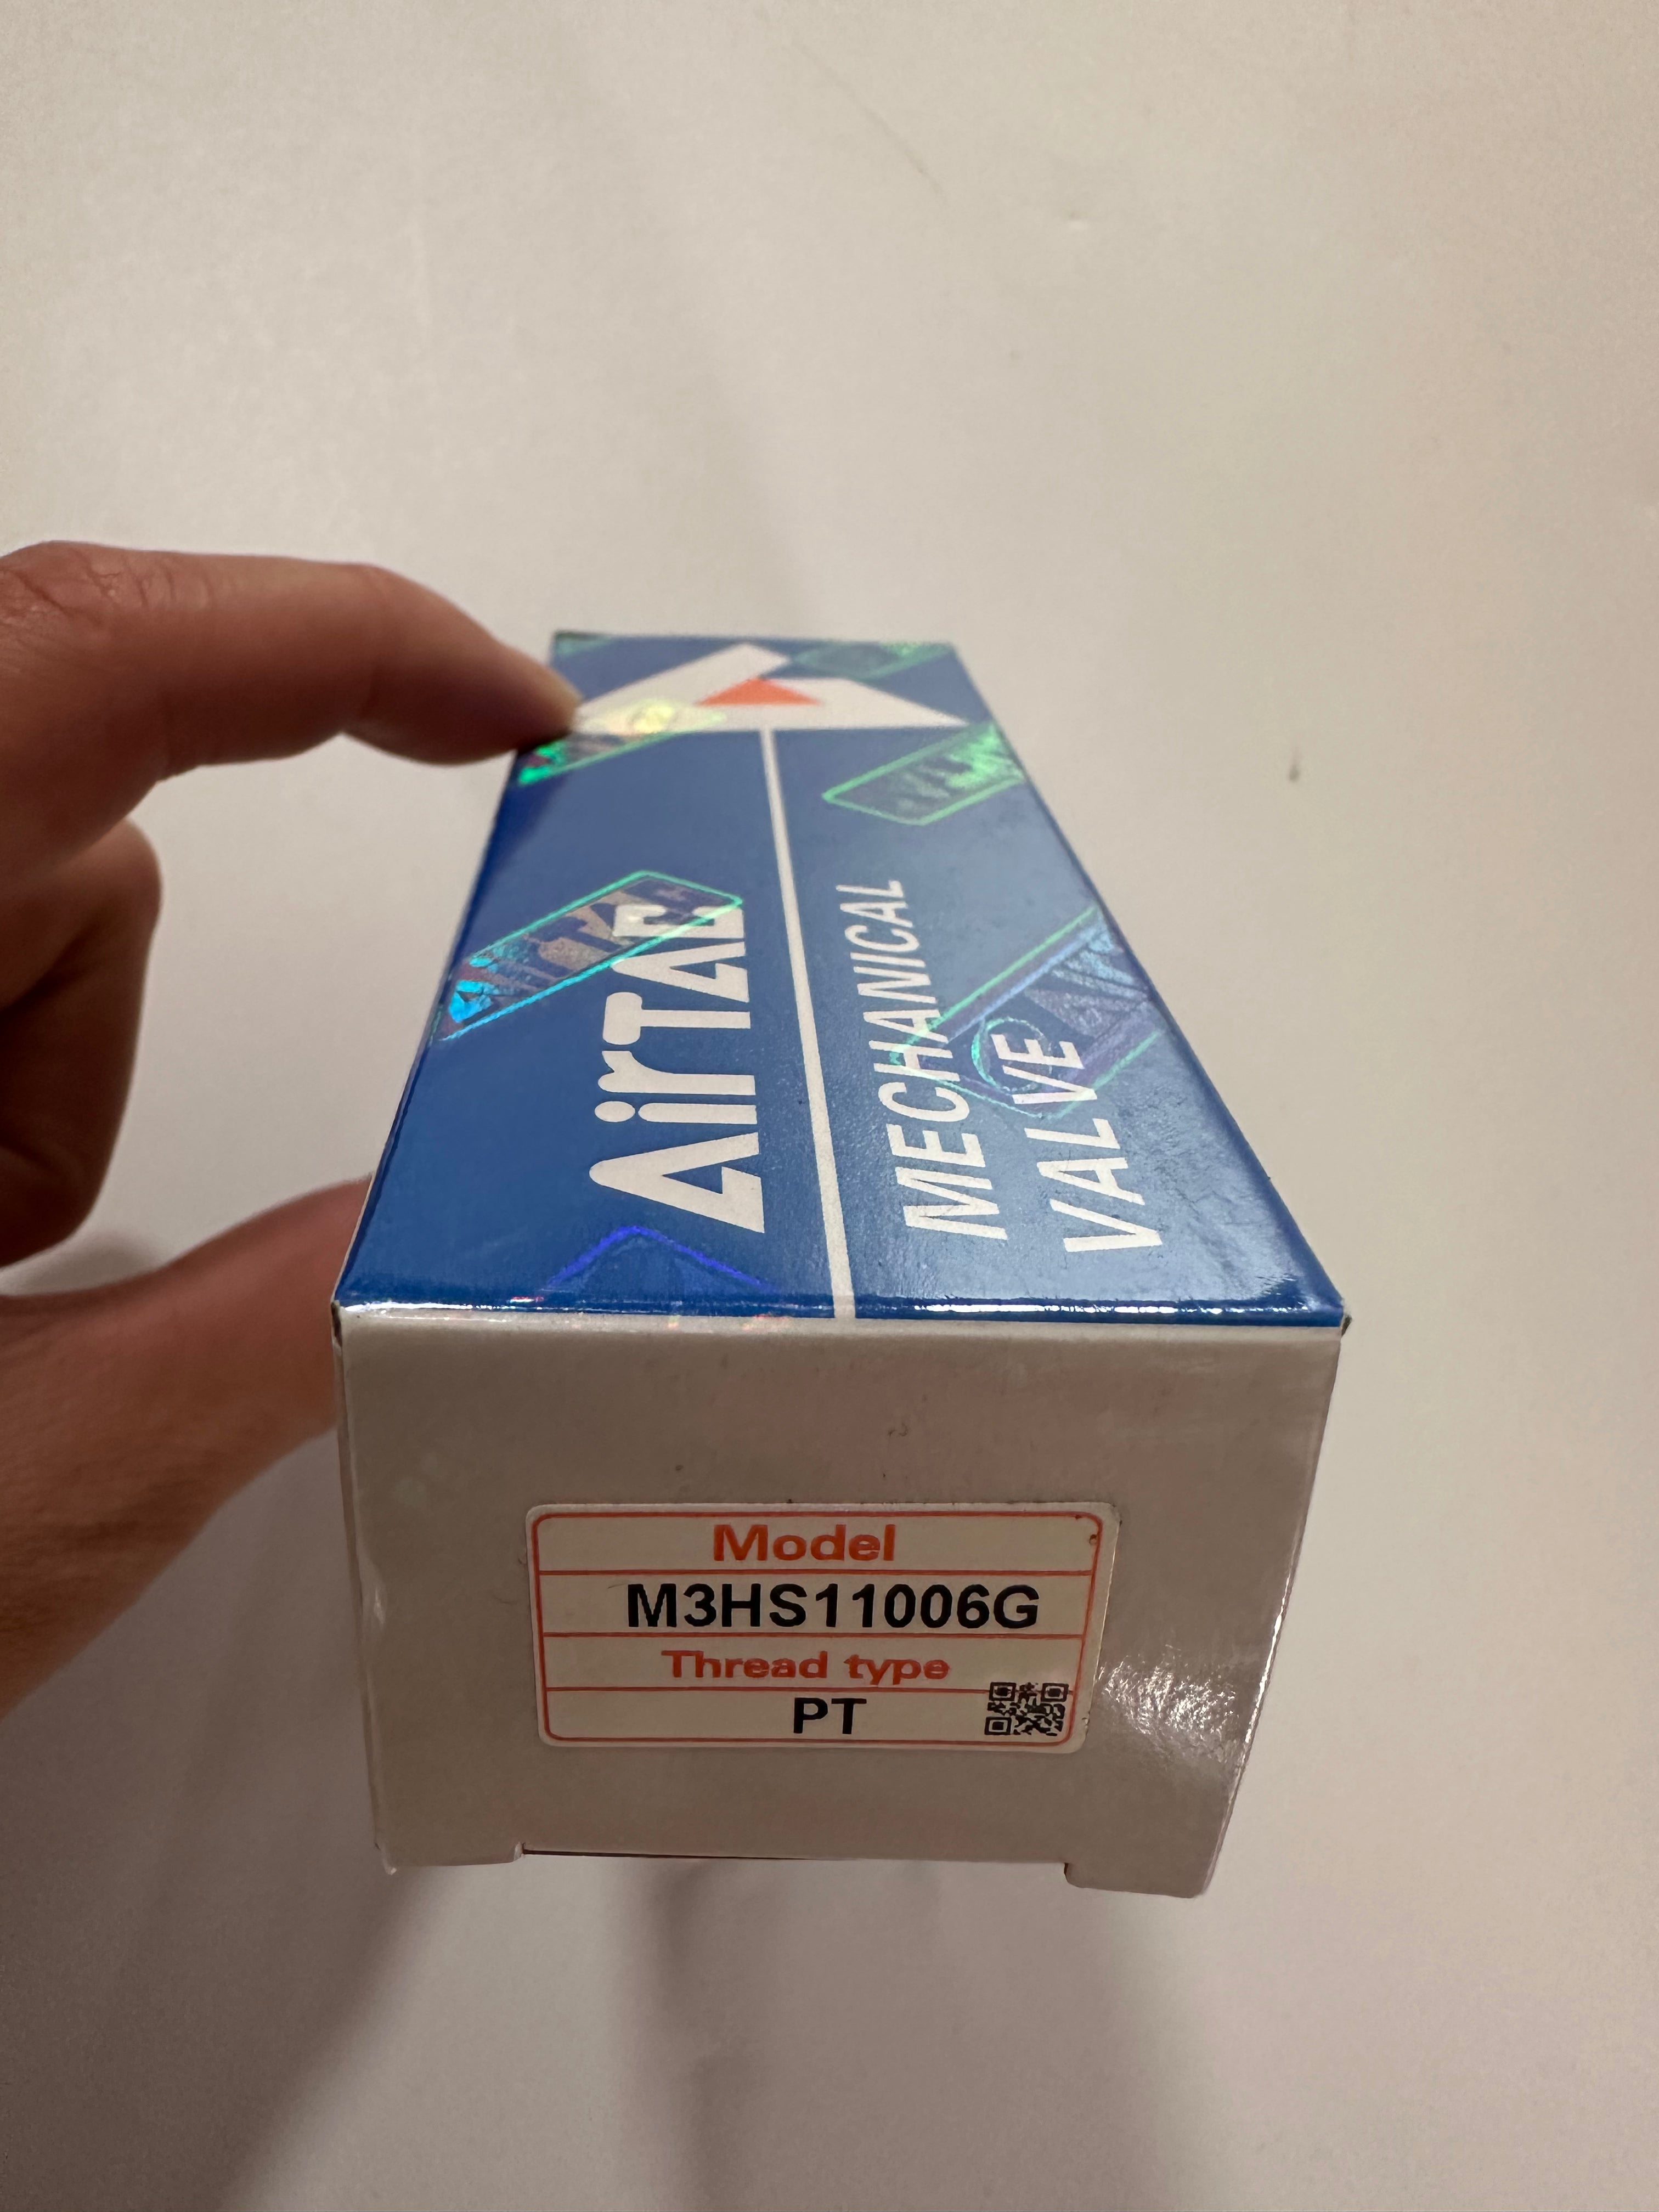 AirTAC
MECHANICAL
VALVE
Model
M3HS11006G
Thread type
PT